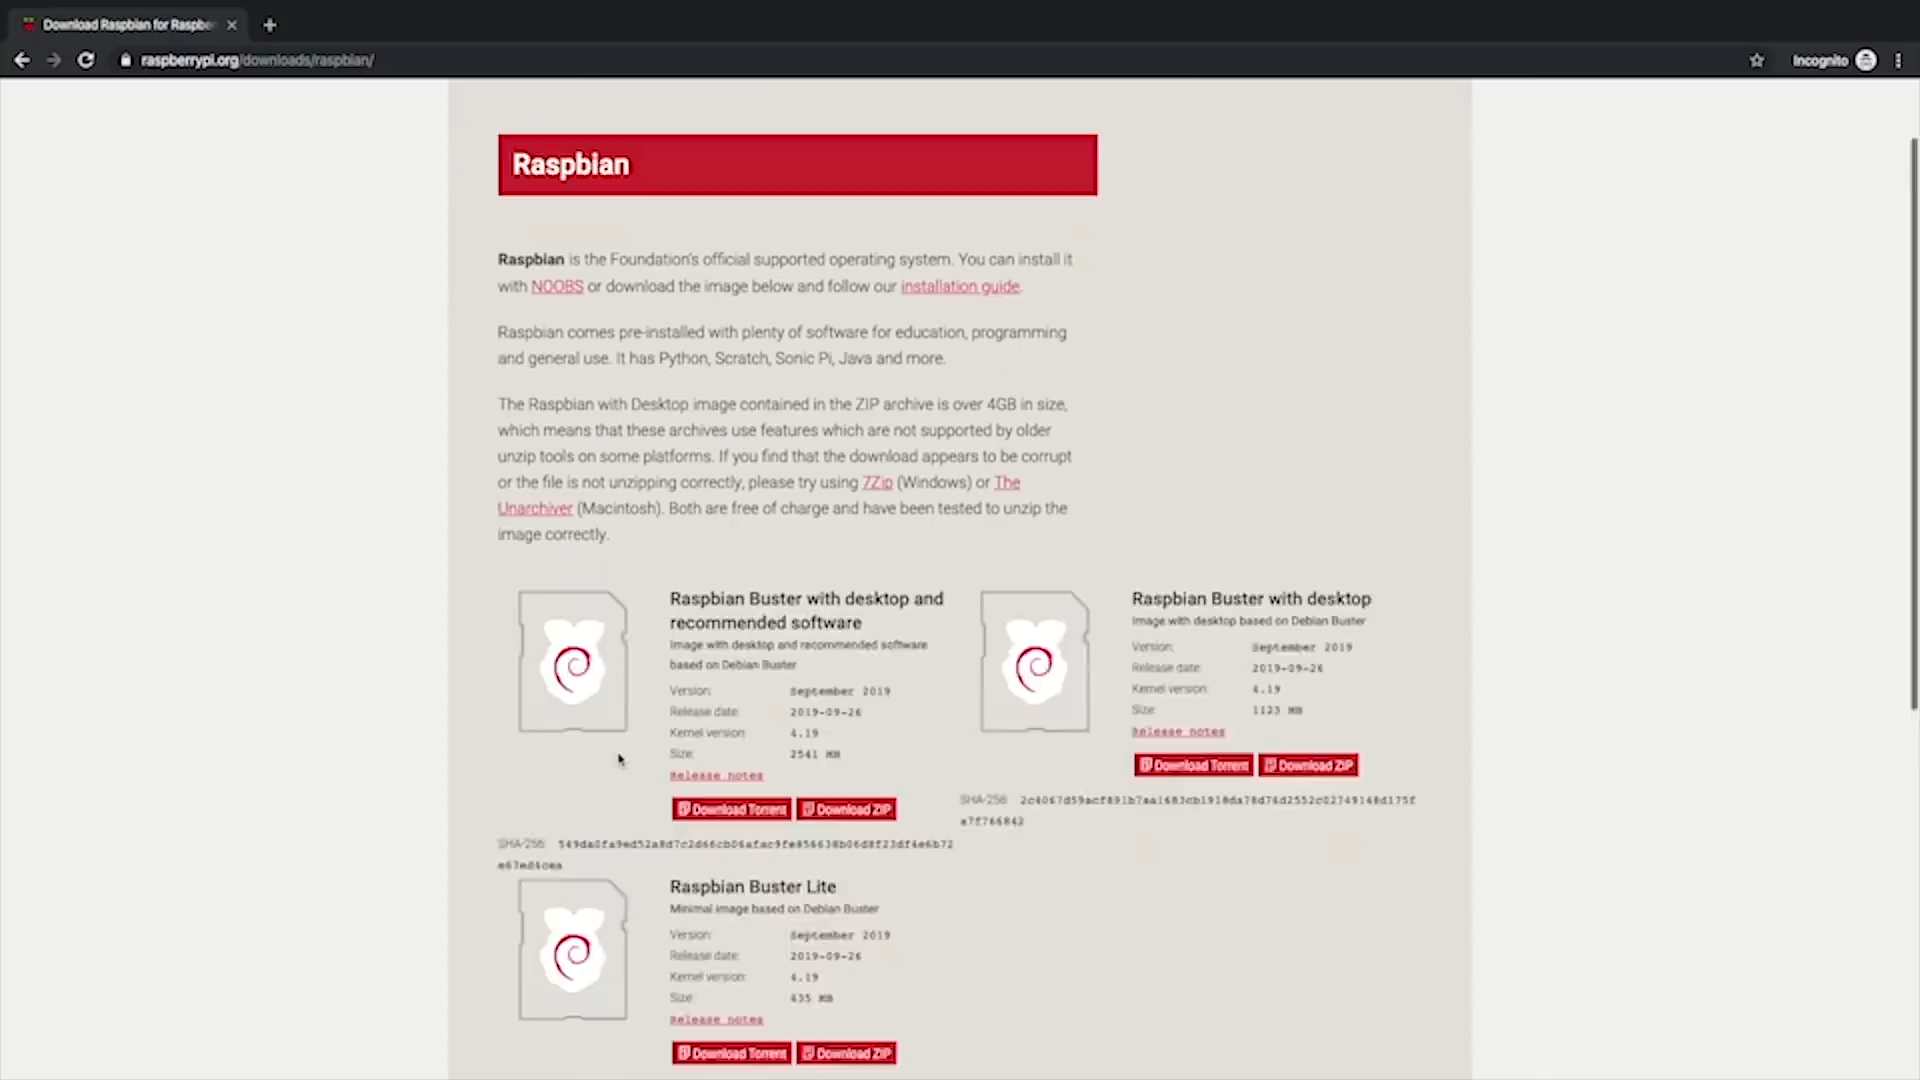 Download Raspbian for Raspber
raspberrypi.org/downloads/raspbian/
Incognito
Raspbian
Raspbian is the Foundation's official supported operating system. You can install it
with NOOBS or download the image below and follow our installation guide.
Raspbian comes pre-installed with plenty of software for education, programming
and general use. It has Python, Scratch, Sonic Pi, Java and more.
The Raspbian with Desktop image contained in the ZIP archive is over 4GB in size,
which means that these archives use features which are not supported by older
unzip tools on some platforms. If you find that the download appears to be corrupt
or the file is not unzipping correctly, please try using 7Zip (Windows) or The
Unarchiver (Macintosh). Both are free of charge and have been tested to unzip the
image correctly.
Raspbian Buster with desktop and
recommended software
Image with desktop and recommended software
based on Debian Buster
Version: September 2019
Release date: 2019-09-26
Kernel version: 4.19
Size: 2541 MB
Release notes
Download Torrent Download ZIP
SHA-256:
Raspbian Buster with desktop
Image with desktop based on Debian Buster
Version: September 2019
Release date: 2019-09-26
Kernel version: 4.19
Size: 1123 MB
Release notes
Download Torrent Download ZIP
SHA-256:
a7f766842
Raspbian Buster Lite
Minimal image based on Debian Buster
Version: September 2019
Release date: 2019-09-26
Kernel version: 4.19
Size: 435 MB
Release notes
Download Torrent Download ZIP